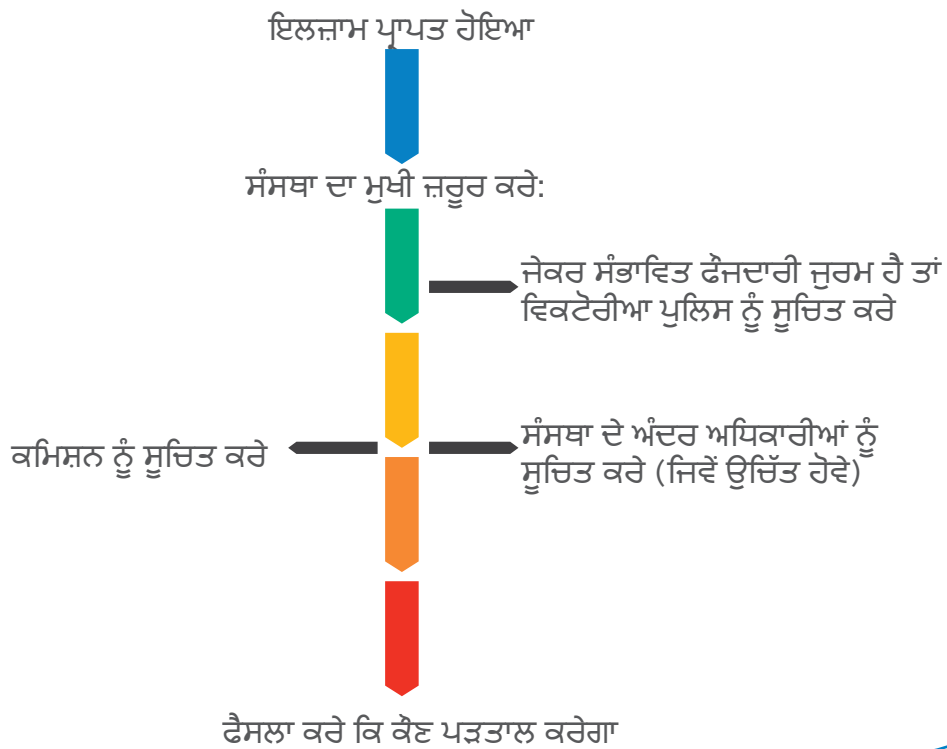 ਇਲਜ਼ਾਮ ਪ੍ਰਾਪਤ ਹੋਇਆ
ਸੰਸਥਾ ਦਾ ਮੁਖੀ ਜ਼ਰੂਰ ਕਰੇ:
ਜੇਕਰ ਸੰਭਾਵਿਤ ਫੌਜਦਾਰੀ ਜੁਰਮ ਹੈ ਤਾਂ
ਵਿਕਟੋਰੀਆ ਪੁਲਿਸ ਨੂੰ ਸੂਚਿਤ ਕਰੇ
ਕਮਿਸ਼ਨ ਨੂੰ ਸੂਚਿਤ ਕਰੇ
ਸੰਸਥਾ ਦੇ ਅੰਦਰ ਅਧਿਕਾਰੀਆਂ ਨੂੰ
ਸੂਚਿਤ ਕਰੇ (ਜਿਵੇਂ ਉਚਿੱਤ ਹੋਵੇ)
ਫੈਸਲਾ ਕਰੇ ਕਿ ਕੌਣ ਪੜਤਾਲ ਕਰੇਗਾ